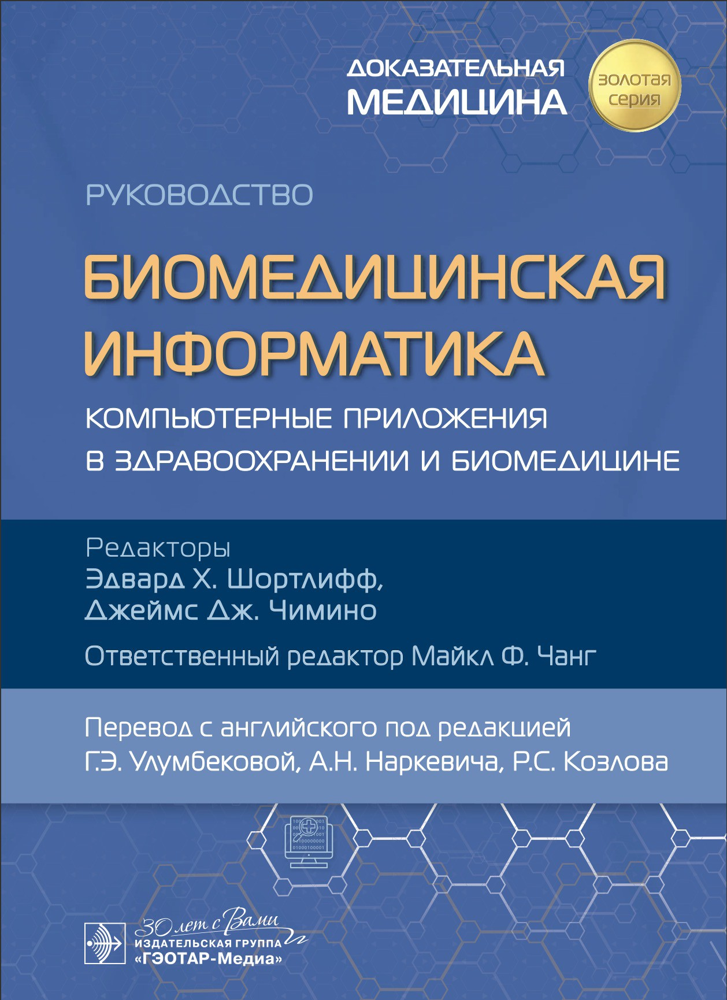 ДОКАЗАТЕЛЬНАЯ
МЕДИЦИНА
ЗОЛОТАЯ
серия
РУКОВОДСТВО
БИОМЕДИЦИНСКАЯ
ИНФОРМАТИКА
КОМПЬЮТЕРНЫЕ ПРИЛОЖЕНИЯ
В ЗДРАВООХРАНЕНИИ И БИОМЕДИЦИНЕ
Редакторы
Эдвард Х. Шортлифф,
Джеймс Дж. Чимино
Ответственный редактор Майкл Ф. Чанг
Перевод с английского под редакцией
Г.Э. Улумбековой, А.Н. Наркевича, Р.С. Козлова
01000100001
30 лет с Вами
ИЗДАТЕЛЬСКАЯ ГРУППА
«ГЭОТАР-Медиа»